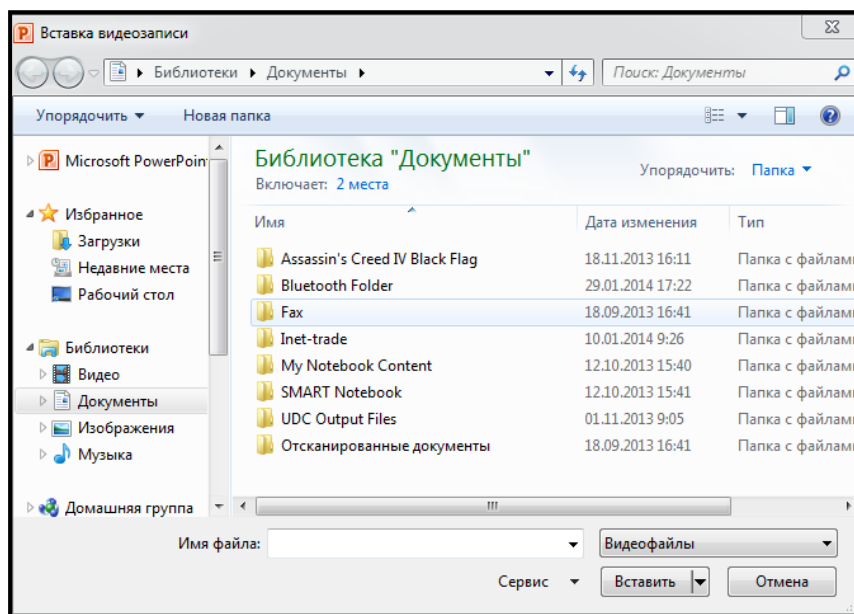 Вставка видеозаписи
Библиотеки Документы
Поиск: Документы
Упорядочить Новая папка
Microsoft PowerPoin
Избранное
Загрузки
Недавние места
Рабочий стол
Библиотеки
Видео
Документы
Изображения
Музыка
Домашняя группа
Библиотека "Документы"
Включает: 2 места
Упорядочить: Папка
Имя Дата изменения Тип
Assassin's Creed IV Black Flag 18.11.2013 16:11 Папка с файлами
Bluetooth Folder 29.01.2014 17:22 Папка с файлами
Fax 18.09.2013 16:41 Папка с файлами
Inet-trade 10.01.2014 9:26 Папка с файлами
My Notebook Content 12.10.2013 15:40 Папка с файлами
SMART Notebook 12.10.2013 15:41 Папка с файлами
UDC Output Files 01.11.2013 9:05 Папка с файлами
Отсканированные документы 18.09.2013 16:41 Папка с файлами
Имя файла: Видеофайлы
Сервис Вставить Отмена